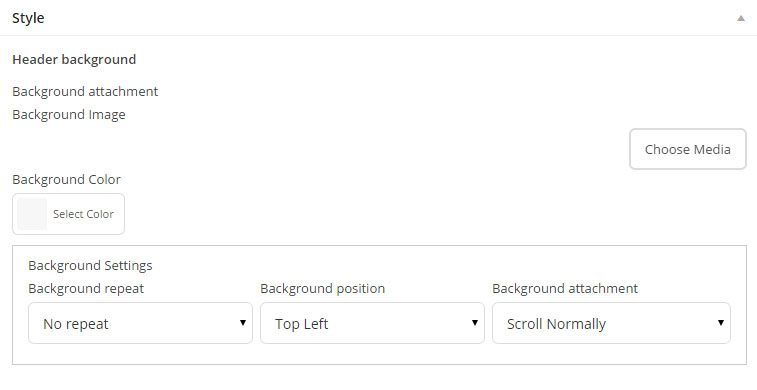 Style
Header background
Background attachment
Background Image
Choose Media
Background Color
Select Color
Background Settings
Background repeat Background position Background attachment
No repeat Top Left Scroll Normally